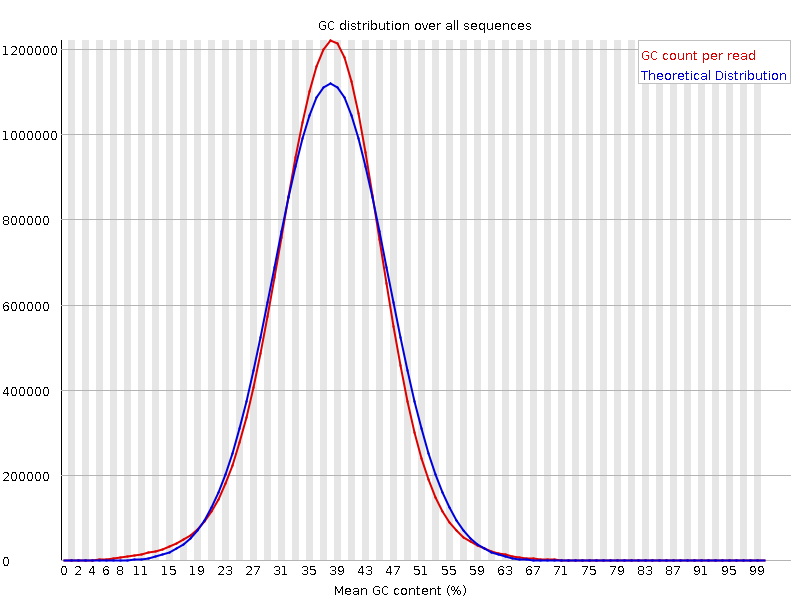 GC distribution over all sequences
GC count per read
Theoretical Distribution
1200000
1000000
800000
600000
400000
200000
0
0 2 4 6 8 11 15 19 23 27 31 35 39 43 47 51 55 59 63 67 71 75 79 83 87 91 95 99
Mean GC content (%)